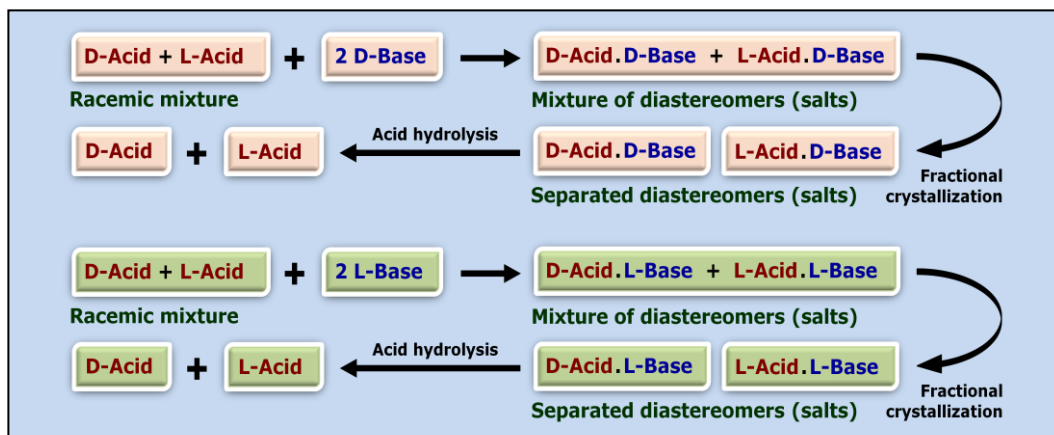 D-Acid + L-Acid + 2 D-Base D-Acid.D-Base + L-Acid.D-Base
Racemic mixture Mixture of diastereomers (salts)
D-Acid + L-Acid Acid hydrolysis D-Acid.D-Base L-Acid.D-Base
Separated diastereomers (salts) Fractional
crystallization
D-Acid + L-Acid + 2 L-Base D-Acid.L-Base + L-Acid.L-Base
Racemic mixture Mixture of diastereomers (salts)
D-Acid + L-Acid Acid hydrolysis D-Acid.L-Base L-Acid.L-Base
Separated diastereomers (salts) Fractional
crystallization